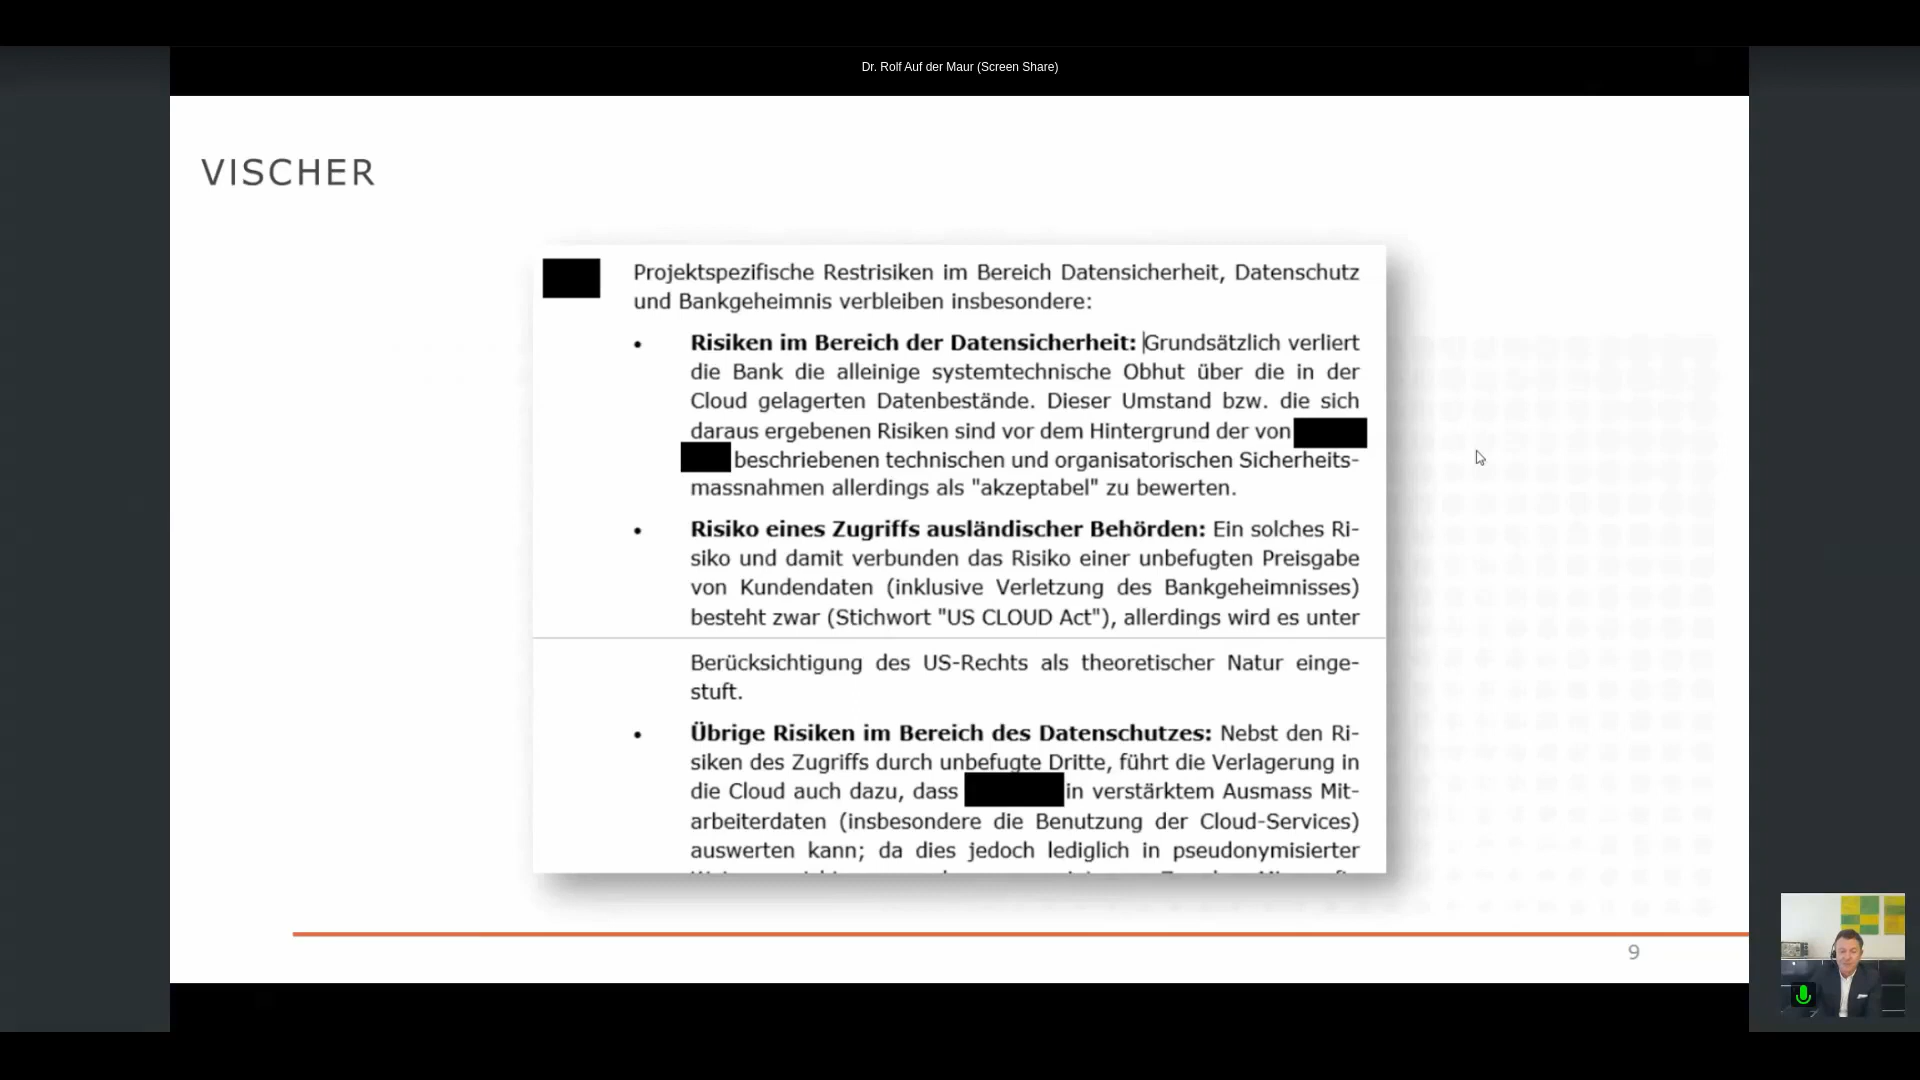 Dr. Rolf Auf der Maur (Screen Share)
VISCHER
Projektspezifische Restrisiken im Bereich Datensicherheit, Datenschutz
und Bankgeheimnis verbleiben insbesondere:
• Risiken im Bereich der Datensicherheit: Grundsätzlich verliert
die Bank die alleinige systemtechnische Obhut über die in der
Cloud gelagerten Datenbestände. Dieser Umstand bzw. die sich
daraus ergebenen Risiken sind vor dem Hintergrund der von
beschriebenen technischen und organisatorischen Sicherheits-
massnahmen allerdings als "akzeptabel" zu bewerten.
• Risiko eines Zugriffs ausländischer Behörden: Ein solches Ri-
siko und damit verbunden das Risiko einer unbefugten Preisgabe
von Kundendaten (inklusive Verletzung des Bankgeheimnisses)
besteht zwar (Stichwort "US CLOUD Act"), allerdings wird es unter
Berücksichtigung des US-Rechts als theoretischer Natur einge-
stuft.
• Übrige Risiken im Bereich des Datenschutzes: Nebst den Ri-
siken des Zugriffs durch unbefugte Dritte, führt die Verlagerung in
die Cloud auch dazu, dass in verstärktem Ausmass Mit-
arbeiterdaten (insbesondere die Benutzung der Cloud-Services)
auswerten kann; da dies jedoch lediglich in pseudonymisierter
9